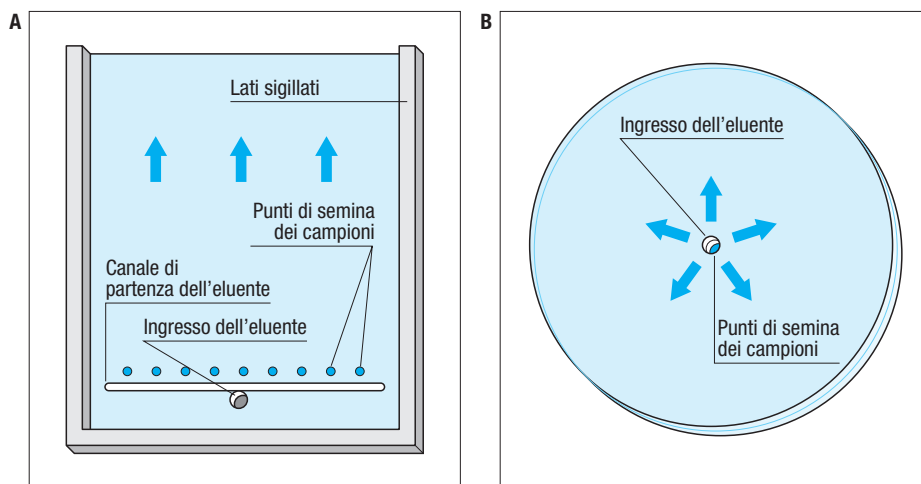 A
Lati sigillati
Punti di semina
dei campioni
Canale di
partenza dell'eluente
Ingresso dell'eluente
B
Ingresso dell'eluente
Punti di semina
dei campioni